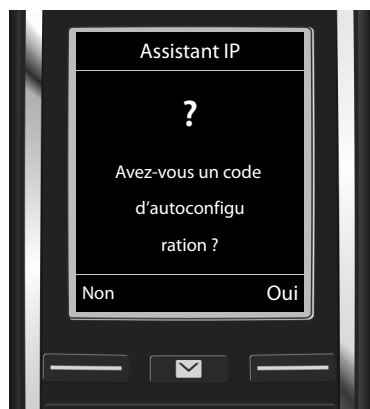 Assistant IP
?
Avez-vous un code
d'autoconfigu
ration ?
Non Oui